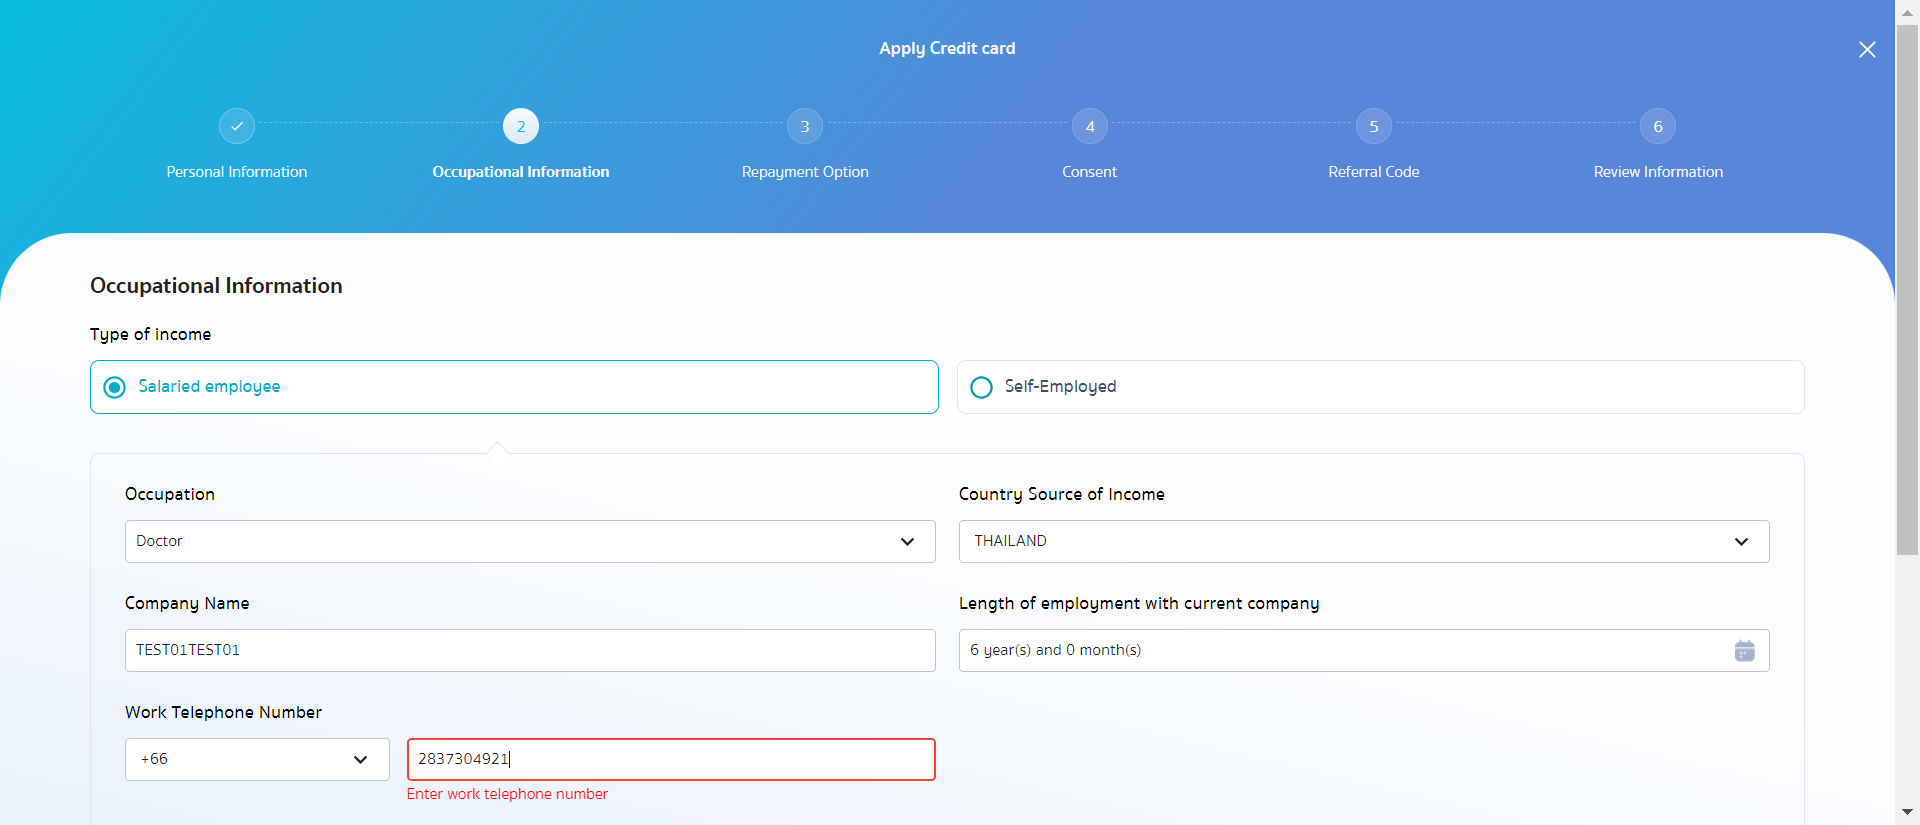 Apply Credit card
2 3 4 5 6
Personal Information Occupational Information Repayment Option Consent Referral Code Review Information
Occupational Information
Type of income
Salaried employee Self-Employed
Occupation Country Source of Income
Doctor THAILAND
Company Name Length of employment with current company
TEST01TEST01 6 year(s) and 0 month(s)
Work Telephone Number
+66 2837304921
Enter work telephone number